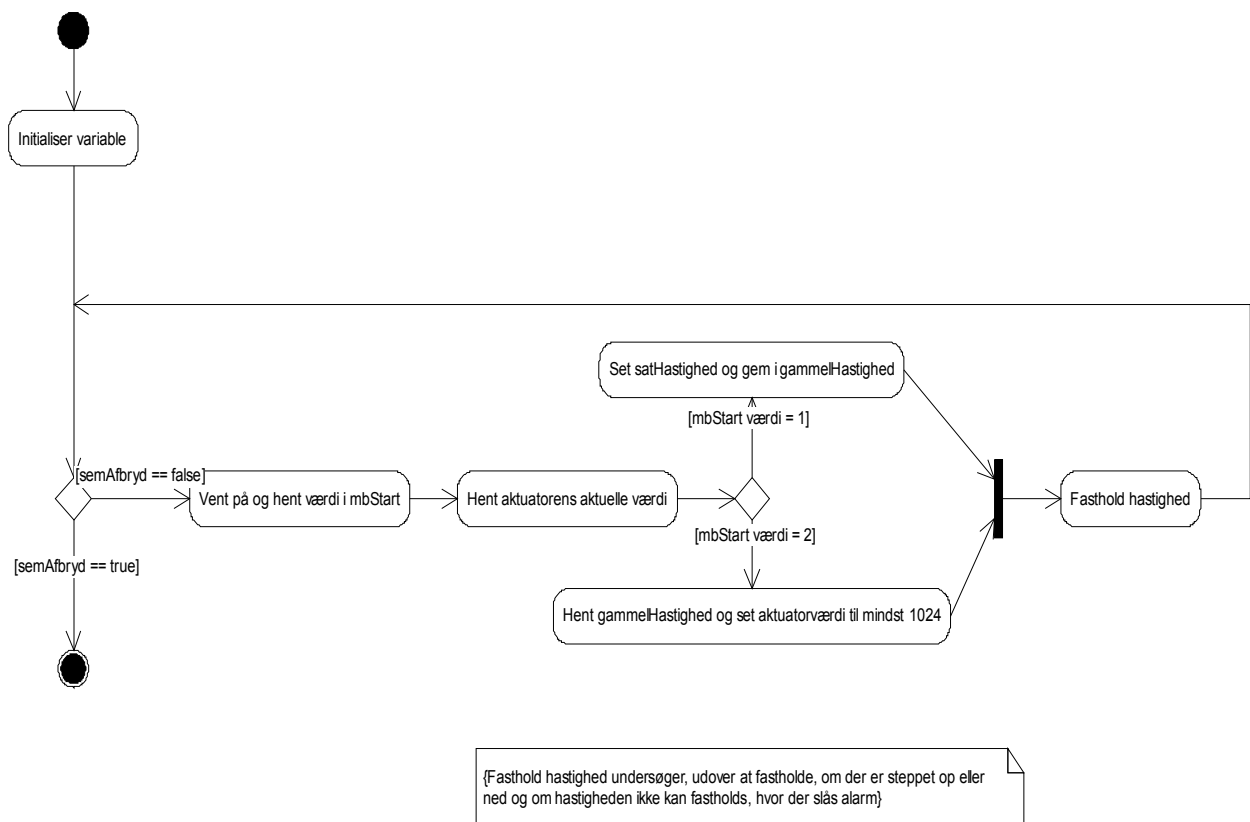 Initialiser variable
Set satHastighed og gem i gammelHastighed
[mbStart værdi = 1]
[semAfbryd == false]
Vent på og hent værdi i mbStart
Hent aktuatorens aktuelle værdi
Fasthold hastighed
[mbStart værdi = 2]
[semAfbryd == true]
Hent gammelHastighed og set aktuatorværdi til mindst 1024
{Fasthold hastighed undersøger, udover at fastholde, om der er steppet op eller
ned og om hastigheden ikke kan fastholds, hvor der slås alarm}